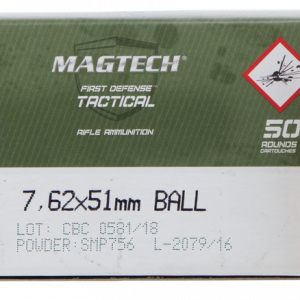 MAGTECH
FIRST DEFENSE™
TACTICAL
RIFLE AMMUNITION
50
ROUNDS
CARTOUCHES
7,62x51mm BALL
LOT: CBC 0581/18
POWDER:SMP756 L-2079/16